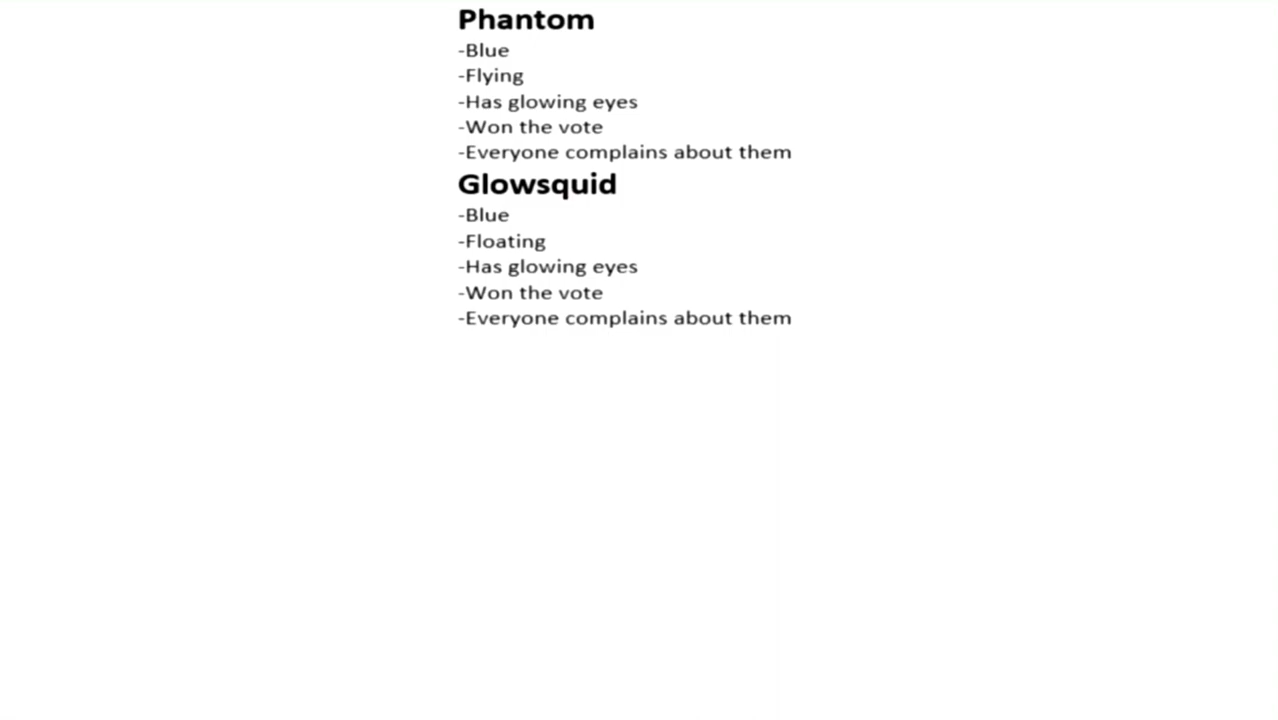 Phantom
-Blue
-Flying
-Has glowing eyes
-Won the vote
-Everyone complains about them
Glowsquid
-Blue
-Floating
-Has glowing eyes
-Won the vote
-Everyone complains about them